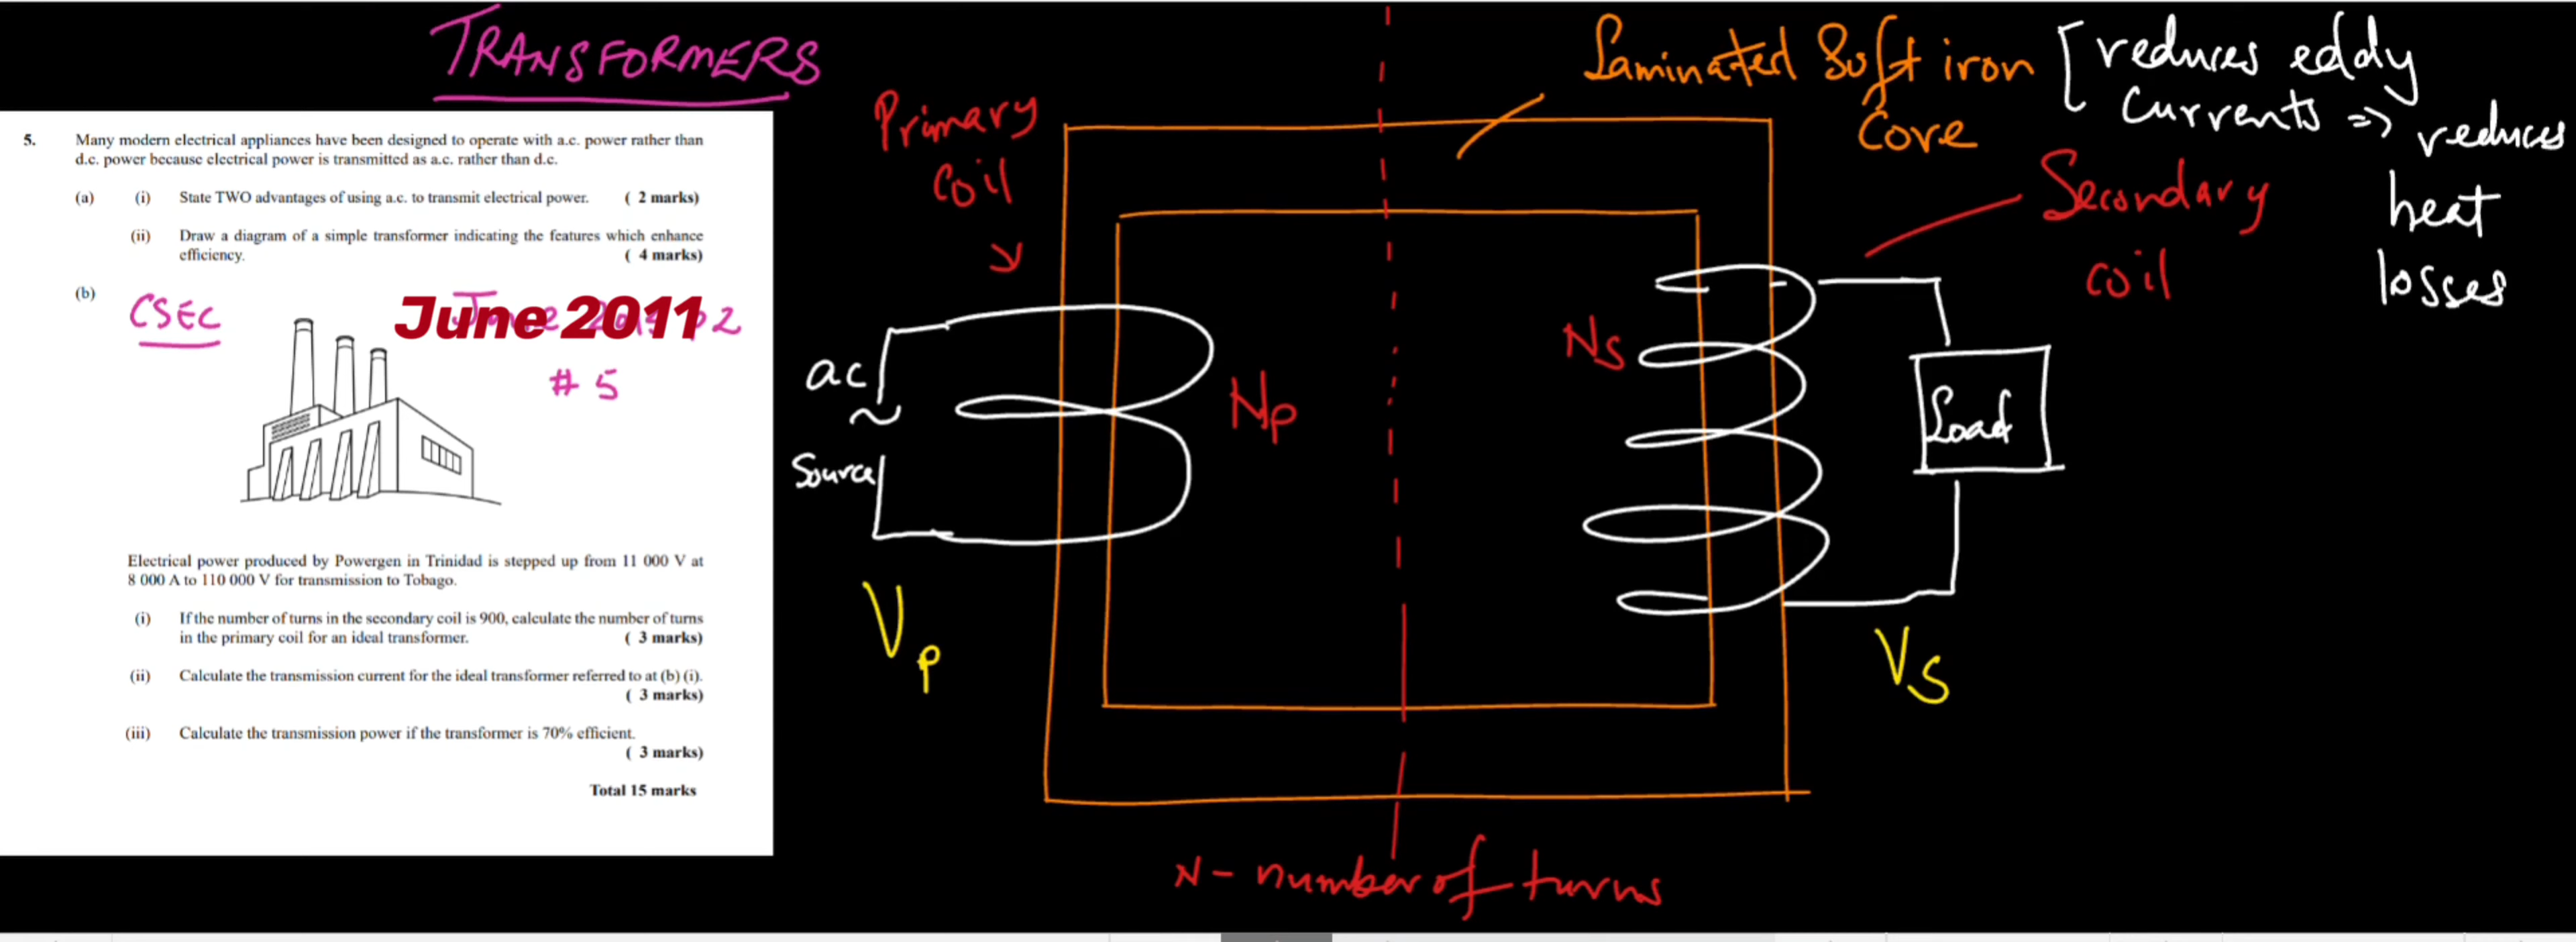 TRANSFORMERS
5. Many modern electrical appliances have been designed to operate with a.c. power rather than
d.c. power because electrical power is transmitted as a.c. rather than d.c.
(a) (i) State TWO advantages of using a.c. to transmit electrical power. ( 2 marks)
(ii) Draw a diagram of a simple transformer indicating the features which enhance
efficiency. ( 4 marks)
(b)
CSEC
June 2011
2
# 5
Electrical power produced by Powergen in Trinidad is stepped up from 11 000 V at
8 000 A to 110 000 V for transmission to Tobago.
(i) If the number of turns in the secondary coil is 900, calculate the number of turns
in the primary coil for an ideal transformer. ( 3 marks)
(ii) Calculate the transmission current for the ideal transformer referred to at (b) (i).
( 3 marks)
(iii) Calculate the transmission power if the transformer is 70% efficient.
( 3 marks)
Total 15 marks
Primary
Coil
ac
~
Source
Vp
Np
Laminated Soft iron
Core
[reduces eddy
Currents => reduces
heat
losses
Secondary
coil
Ns
Load
Vs
N - number of turns